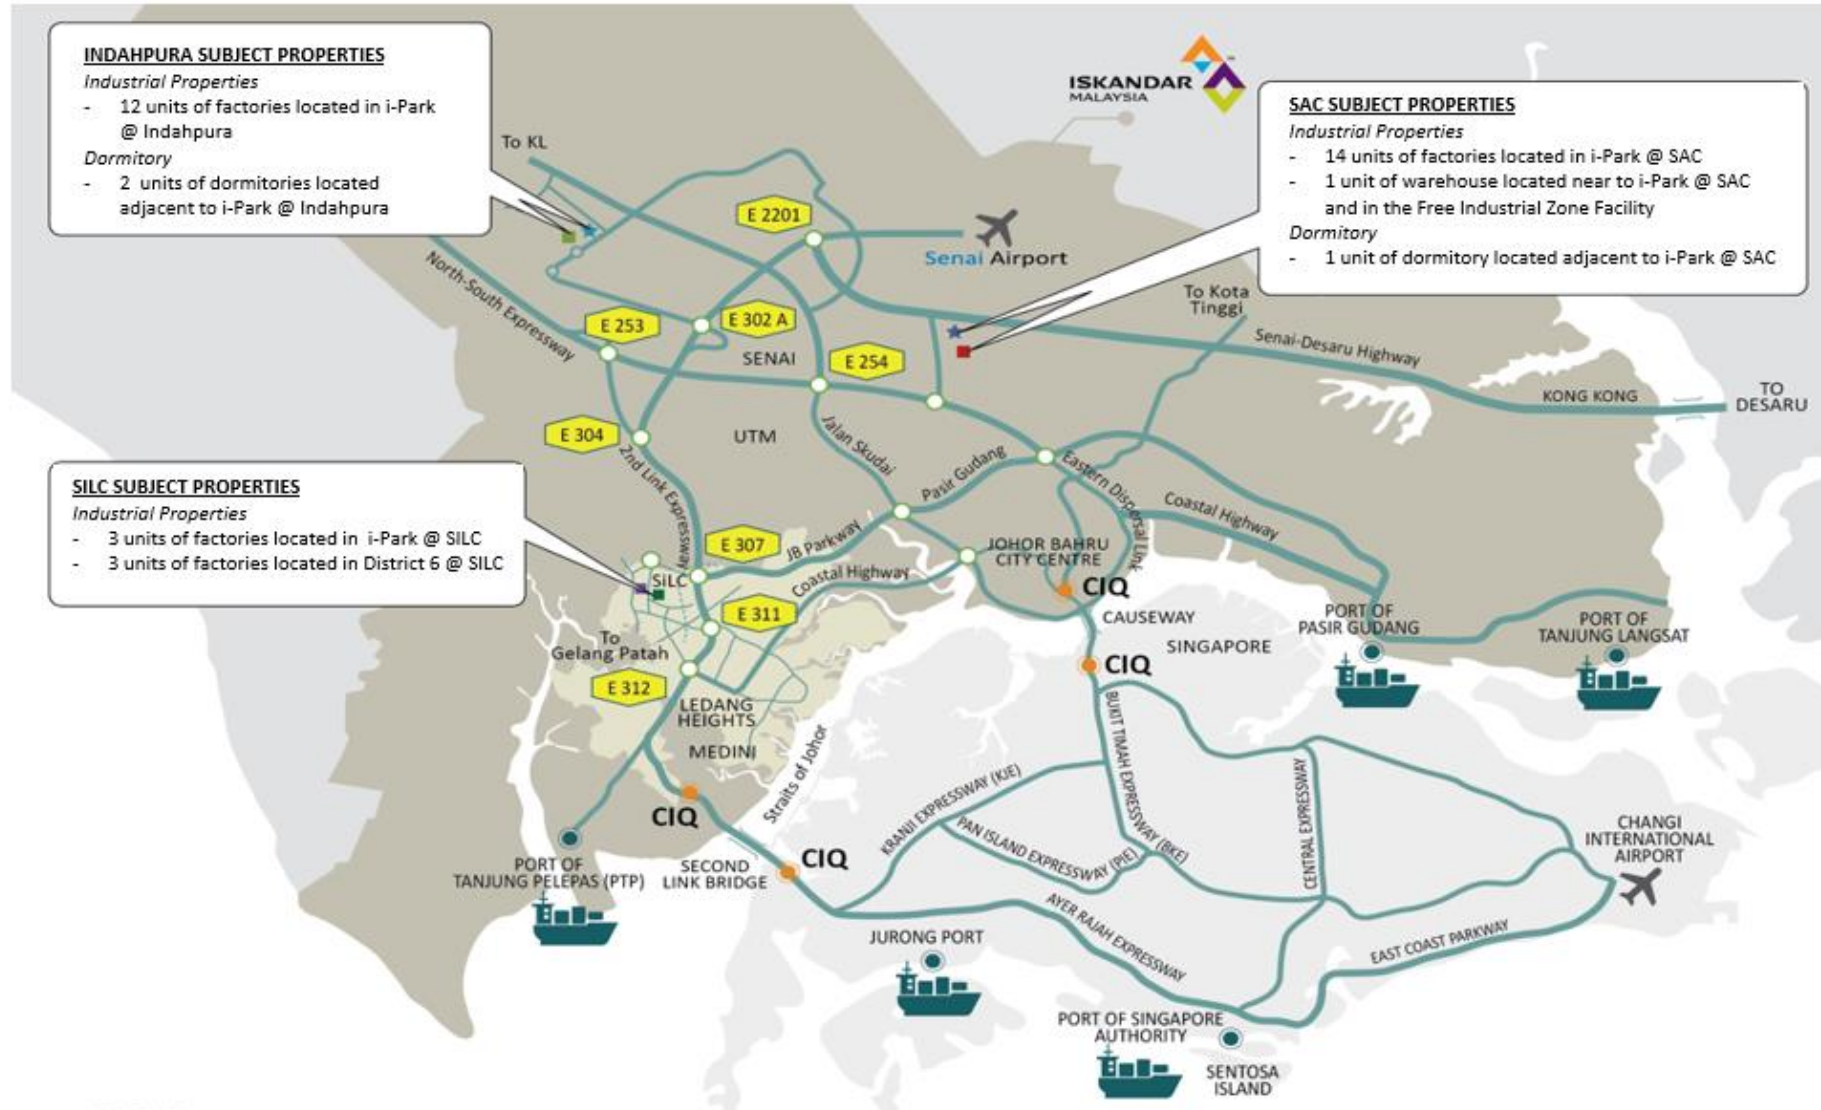 INDAHPURA SUBJECT PROPERTIES
Industrial Properties
- 12 units of factories located in i-Park
@ Indahpura
Dormitory
- 2 units of dormitories located
adjacent to i-Park @ Indahpura
ISKANDAR
MALAYSIA
SAC SUBJECT PROPERTIES
Industrial Properties
- 14 units of factories located in i-Park @ SAC
- 1 unit of warehouse located near to i-Park @ SAC
and in the Free Industrial Zone Facility
Dormitory
- 1 unit of dormitory located adjacent to i-Park @ SAC
To KL
E 2201
Senai Airport
North-South Expressway
To Kota
Tinggi
E 253
E 302 A
SENAI
E 254
Senai-Desaru Highway
KONG KONG
TO
DESARU
E 304
UTM
Jalan Skudai
2nd Link Expressway
Pasir Gudang
Eastern Dispersal Link
Coastal Highway
SILC SUBJECT PROPERTIES
Industrial Properties
- 3 units of factories located in i-Park @ SILC
- 3 units of factories located in District 6 @ SILC
E 307
JB Parkway
JOHOR BAHRU
CITY CENTRE
SiLC
Coastal Highway
CIQ
E 311
CAUSEWAY
SINGAPORE
PORT OF
PASIR GUDANG
PORT OF
TANJUNG LANGSAT
To
Gelang Patah
CIQ
E 312
LEDANG
HEIGHTS
MEDINI
Straits of Johor
BUKIT TIMAH EXPRESSWAY (BKE)
CIQ
KRANJI EXPRESSWAY (KJE)
PAN ISLAND EXPRESSWAY (PIE)
CENTRAL EXPRESSWAY
CHANGI
INTERNATIONAL
AIRPORT
PORT OF
TANJUNG PELEPAS (PTP)
SECOND
LINK BRIDGE
CIQ
AYER RAJAH EXPRESSWAY
EAST COAST PARKWAY
JURONG PORT
PORT OF SINGAPORE
AUTHORITY
SENTOSA
ISLAND